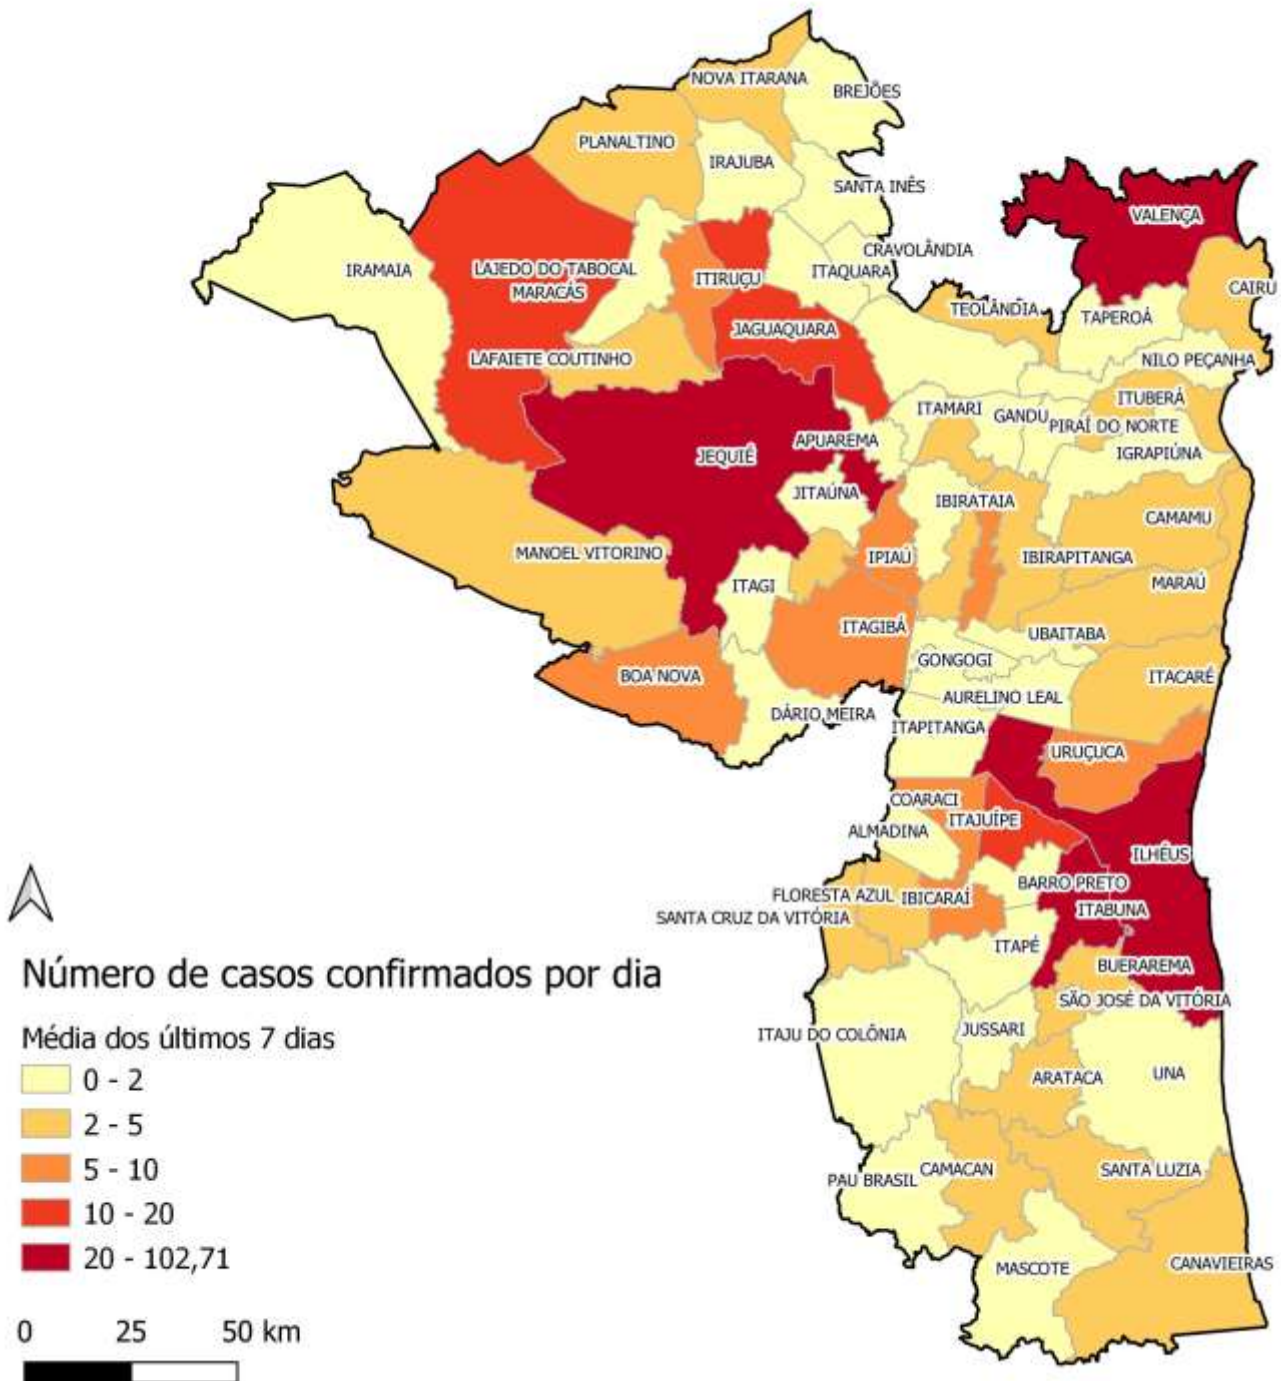 NOVA ITARANA
BREJÕES
PLANALTINO
IRAJUBA
SANTA INÊS
VALENÇA
CRAVOLÂNDIA
IRAMAIA
LAJEDO DO TABOCAL
ITIRUÇU
ITAQUARA
MARACÁS
CAIRU
TEOLÂNDIA
TAPEROÁ
JAGUAQUARA
LAFAIETE COUTINHO
NILO PEÇANHA
ITUBERÁ
ITAMARI
GANDU
PIRAÍ DO NORTE
APUAREMA
IGRAPIÚNA
JEQUIÉ
JITAÚNA
IBIRATAIA
CAMAMU
MANOEL VITORINO
IPIAÚ
IBIRAPITANGA
ITAGI
MARAÚ
ITAGIBÁ
UBAITABA
GONGOGI
BOA NOVA
ITACARÉ
AURELINO LEAL
DÁRIO MEIRA
ITAPITANGA
URUÇUCA
COARACI
ITAJUÍPE
ALMADINA
ILHÉUS
BARRO PRETO
FLORESTA AZUL
IBICARAÍ
ITABUNA
SANTA CRUZ DA VITÓRIA
ITAPÉ
BUERAREMA
SÃO JOSÉ DA VITÓRIA
ITAJU DO COLÔNIA
JUSSARI
ARATACA
UNA
PAU BRASIL
CAMACAN
SANTA LUZIA
MASCOTE
CANAVIEIRAS
Número de casos confirmados por dia
Média dos últimos 7 dias
0 - 2
2 - 5
5 - 10
10 - 20
20 - 102,71
0 25 50 km